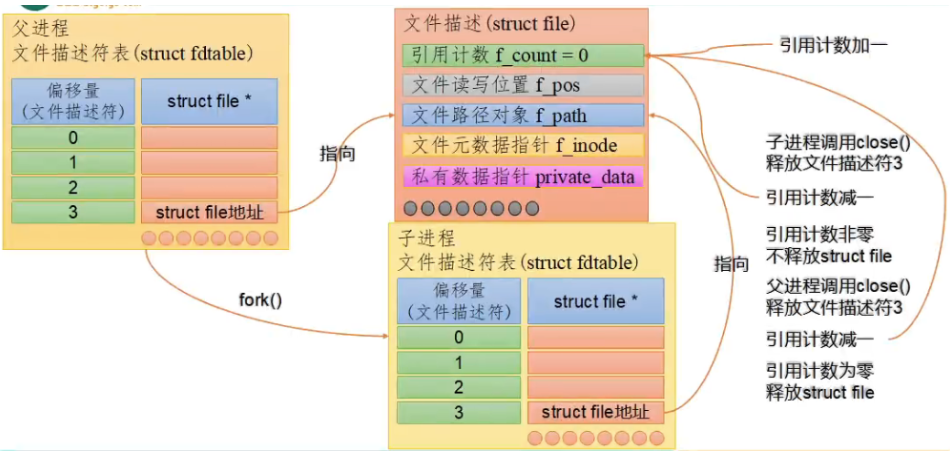 父进程
文件描述符表(struct fdtable)
偏移量
(文件描述符)
struct file *
0
1
2
3
struct file地址
指向
fork()
文件描述(struct file)
引用计数 f_count = 0
文件读写位置 f_pos
文件路径对象 f_path
文件元数据指针 f_inode
私有数据指针 private_data
子进程
文件描述符表(struct fdtable)
偏移量
(文件描述符)
struct file *
0
1
2
3
struct file地址
指向
引用计数加一
子进程调用close()
释放文件描述符3
引用计数减一
引用计数非零
不释放struct file
父进程调用close()
释放文件描述符3
引用计数减一
引用计数为零
释放struct file